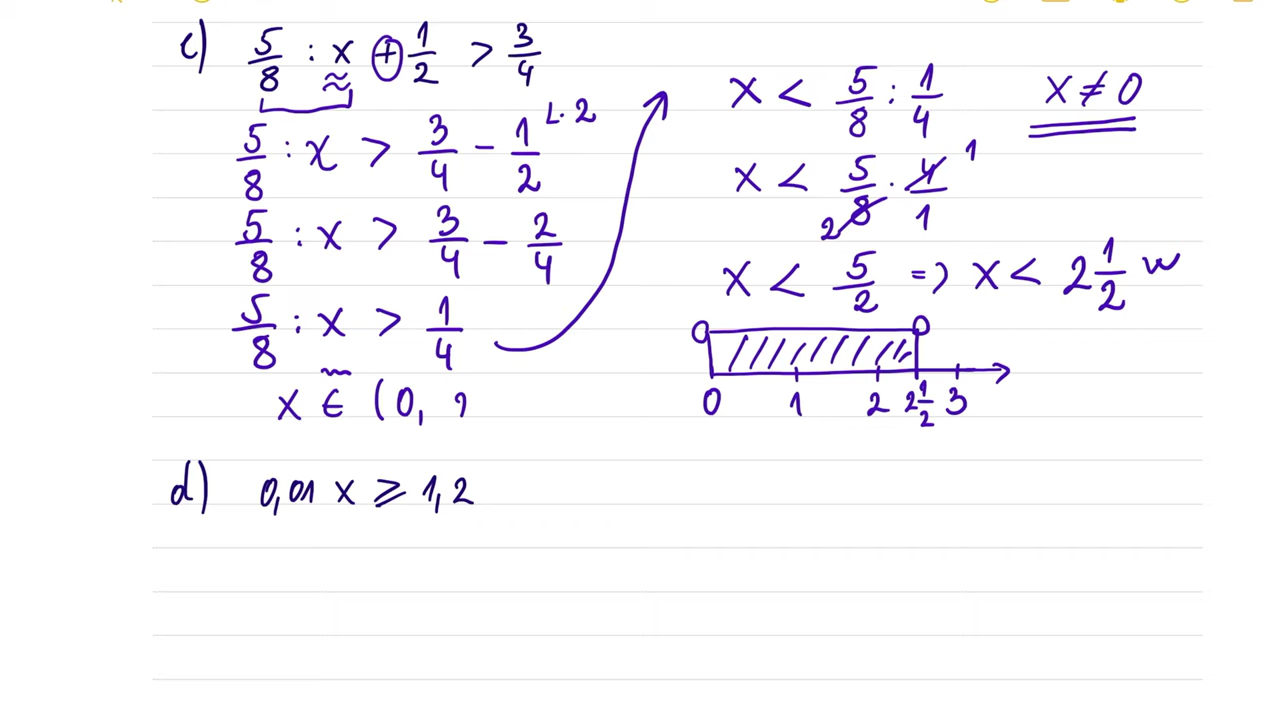 c) 5/8 : x + 1/2 > 3/4
5/8 : x > 3/4 - 1/2 ∟· 2
5/8 : x > 3/4 - 2/4
5/8 : x > 1/4
x ∈ (0,
x < 5/8 : 1/4
x ≠ 0
x < 5/8 · 4/1 2 1
x < 5/2 => x < 2 1/2
0 1 2 2 1/2 3
d) 0,01 x ≥ 1,2